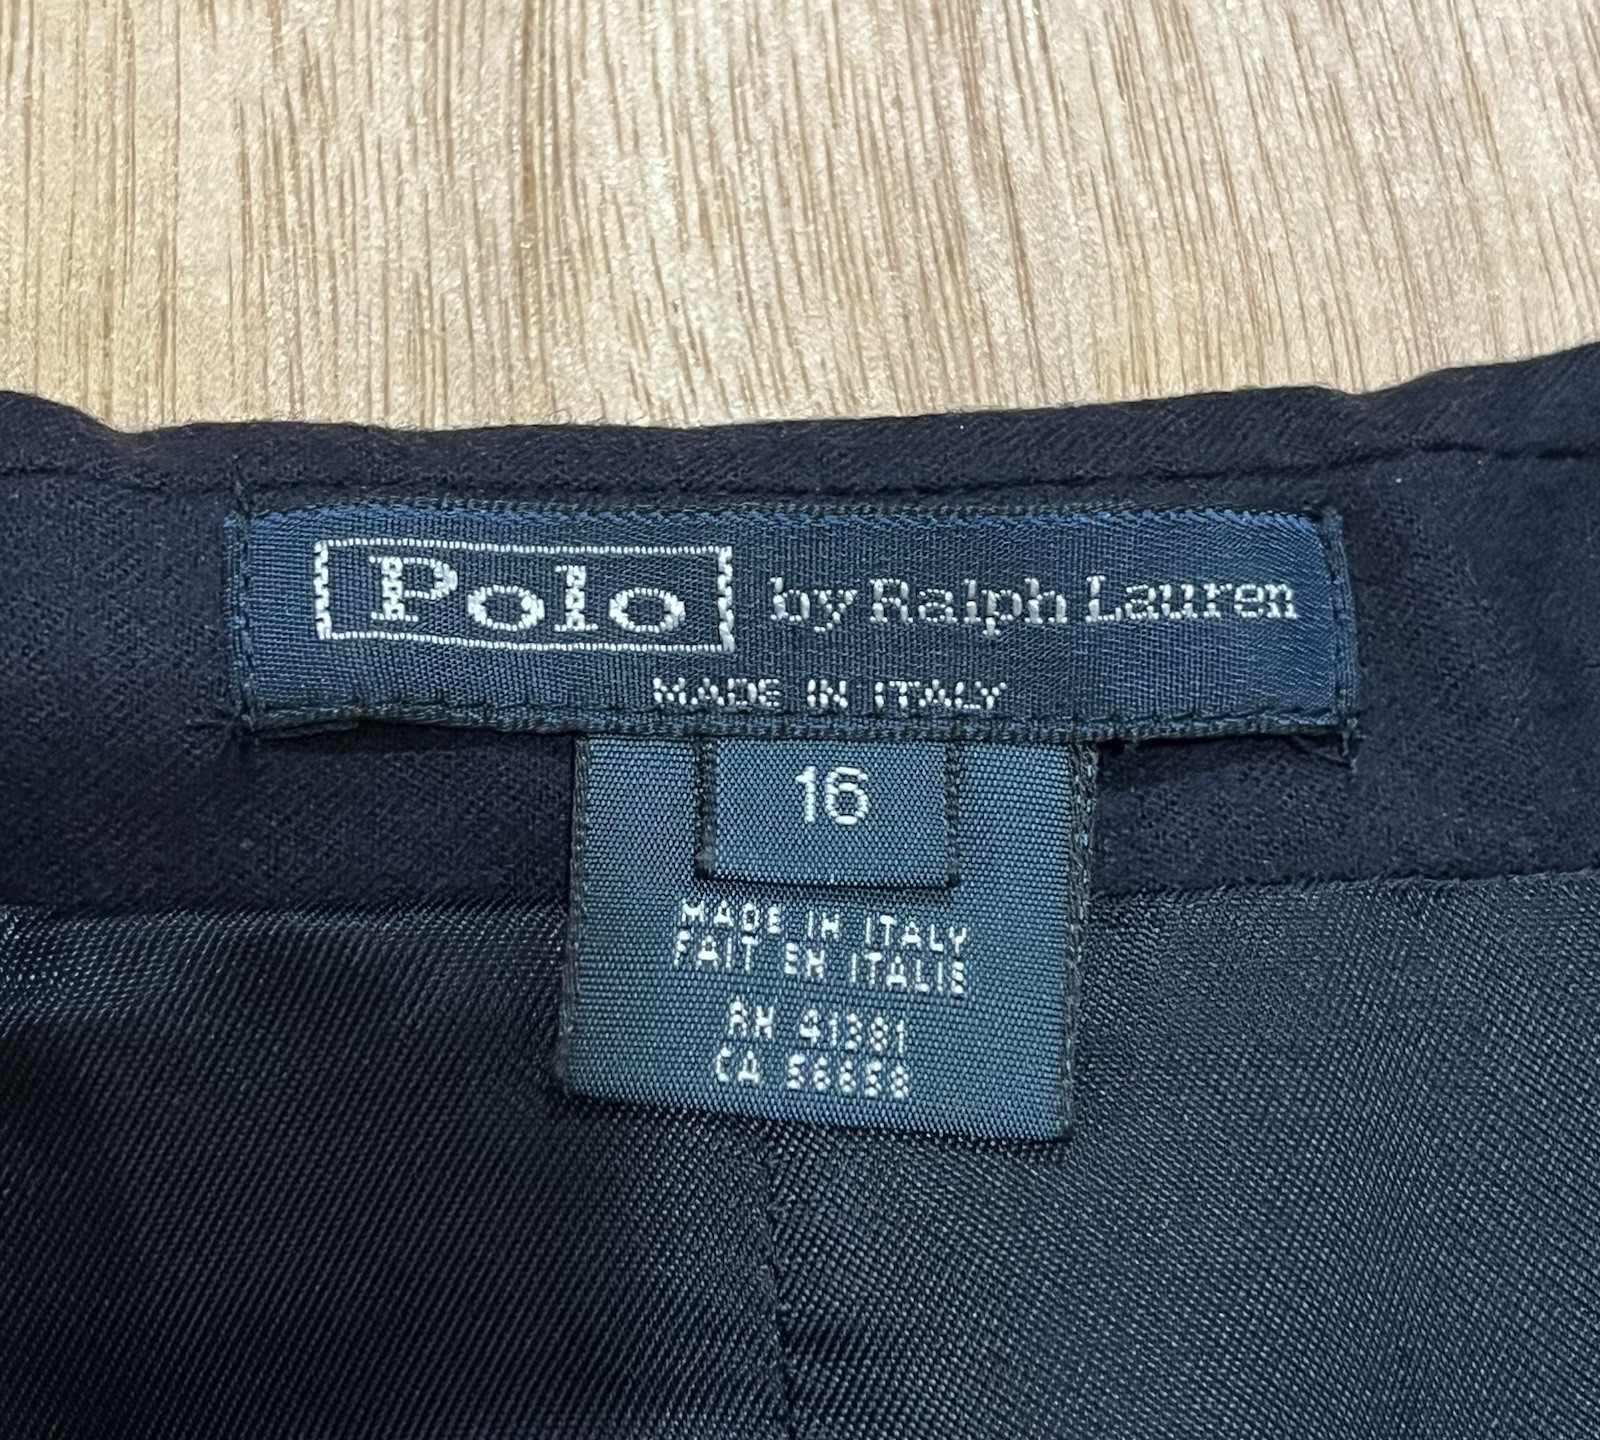 Polo by Ralph Lauren
MADE IN ITALY
16
MADE IN ITALY
FAIT EN ITALIE
RN 41381
CA 56658